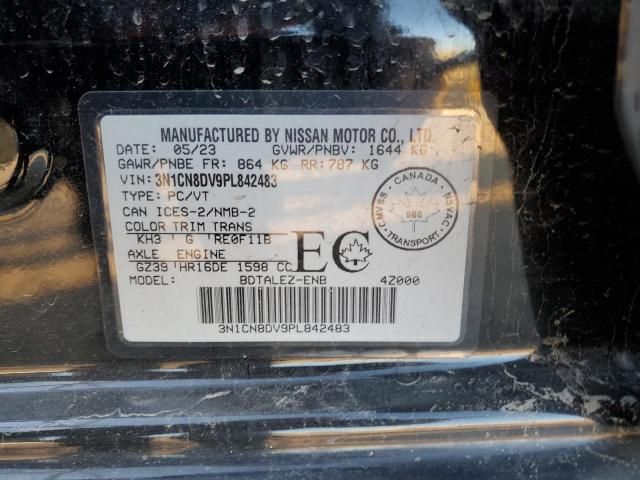 MANUFACTURED BY NISSAN MOTOR CO., LTD.
DATE: 05/23 GVWR/PNBV: 1644 KG
GAWR/PNBE FR: 864 KG RR: 787 KG
VIN: 3N1CN8DV9PL842483
TYPE: PC/VT
CAN ICES-2/NMB-2
COLOR TRIM TRANS
KH3 ' G ' RE0F11B
AXLE ENGINE
GZ39 ' HR16DE 1598 CC
EC
MODEL: BDTALEZ-ENB 4Z000
3N1CN8DV9PL842483
CANADA
CMVSS
NSVAC
986
TRANSPORT